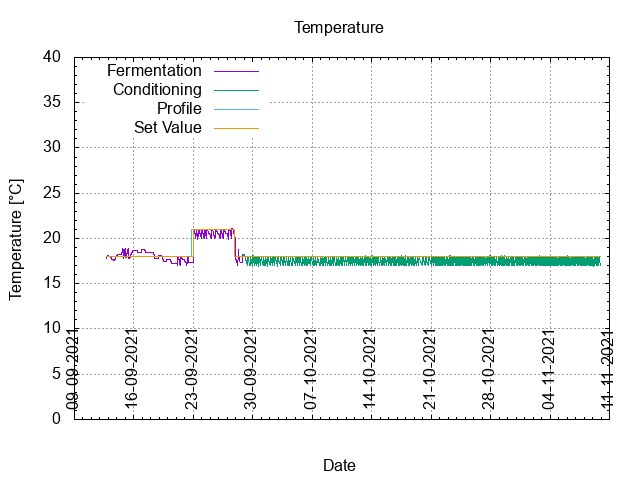 Temperature
40
35
30
25
20
15
10
5
0
Temperature [°C]
Fermentation
Conditioning
Profile
Set Value
09-09-2021
16-09-2021
23-09-2021
30-09-2021
07-10-2021
14-10-2021
21-10-2021
28-10-2021
04-11-2021
11-11-2021
Date